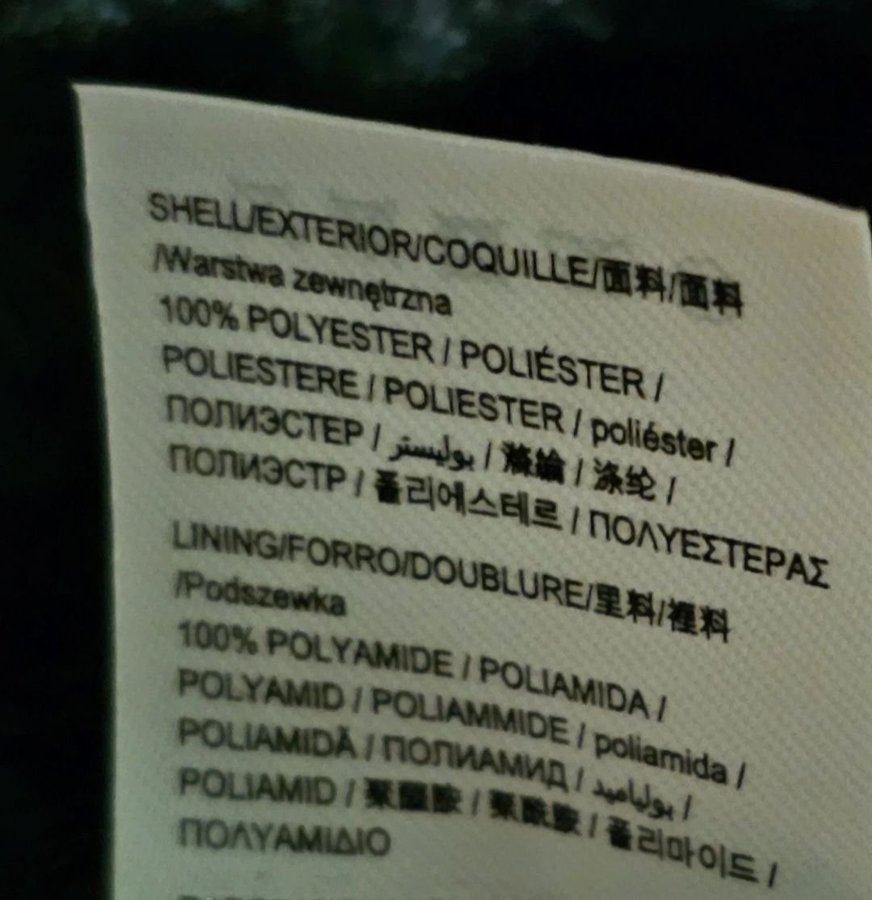 SHELL/EXTERIOR/COQUILLE/面料/面料
/Warstwa zewnętrzna
100% POLYESTER / POLIÉSTER /
POLIESTERE / POLIESTER / poliéster /
ПОЛИЭСТЕР / بوليستر / 滌綸 / 涤纶 /
ПОЛИЭСТР / 폴리에스테르 / ΠΟΛΥΕΣΤΕΡΑΣ
LINING/FORRO/DOUBLURE/里料/裡料
/Podszewka
100% POLYAMIDE / POLIAMIDA /
POLYAMID / POLIAMMIDE / poliamida /
POLIAMIDĂ / ПОЛИАМИД / بولياميد /
POLIAMID / 聚醯胺 / 聚酰胺 / 폴리마이드 /
ΠΟΛΥΑΜΙΔΙΟ